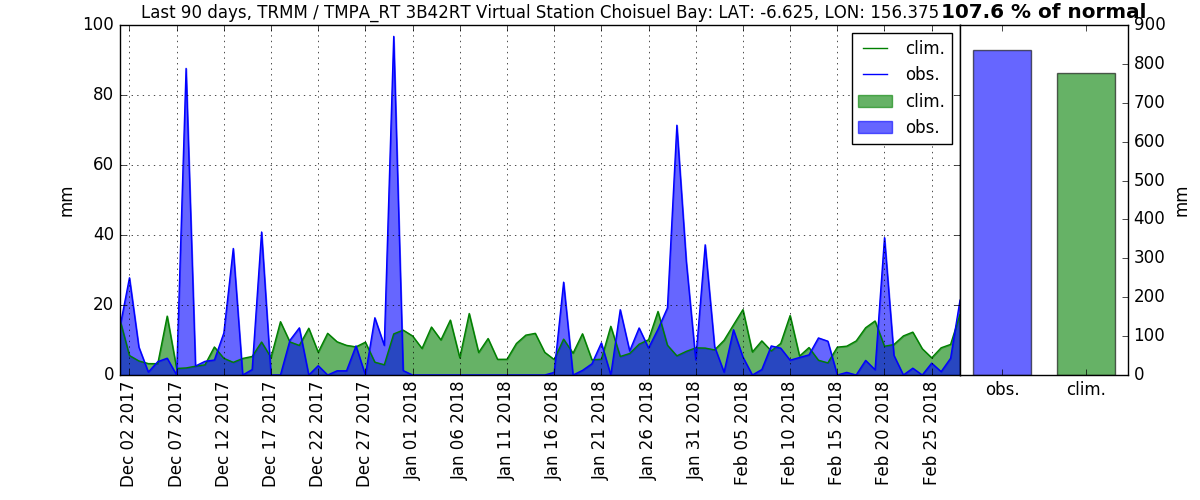 Last 90 days, TRMM / TMPA_RT 3B42RT Virtual Station Choisuel Bay: LAT: -6.625, LON: 156.375
107.6 % of normal
100
80
60
40
20
0
mm
clim.
obs.
clim.
obs.
Dec 02 2017
Dec 07 2017
Dec 12 2017
Dec 17 2017
Dec 22 2017
Dec 27 2017
Jan 01 2018
Jan 06 2018
Jan 11 2018
Jan 16 2018
Jan 21 2018
Jan 26 2018
Jan 31 2018
Feb 05 2018
Feb 10 2018
Feb 15 2018
Feb 20 2018
Feb 25 2018
900
800
700
600
500
400
300
200
100
0
mm
obs.
clim.